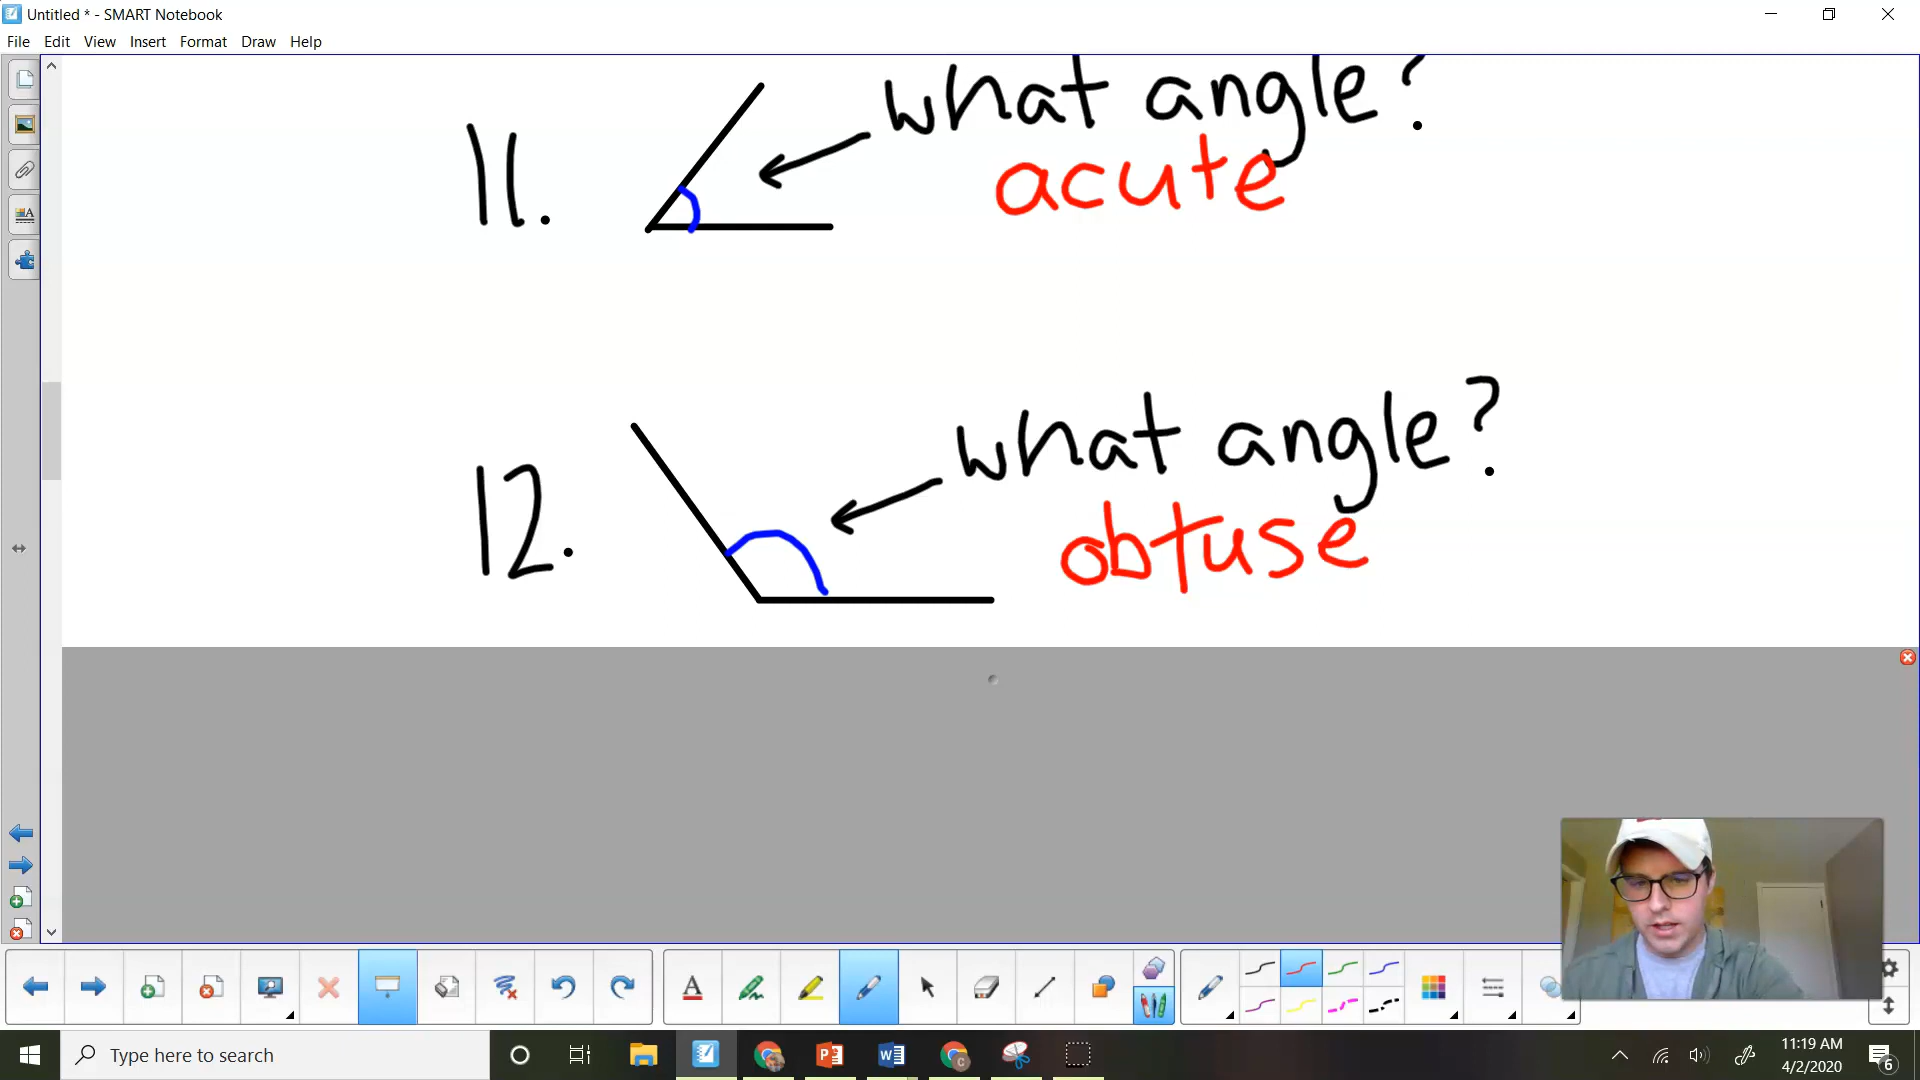 Untitled * - SMART Notebook
File Edit View Insert Format Draw Help
what angle?
11.
acute
what angle?
12.
obtuse
Type here to search
11:19 AM
4/2/2020
6